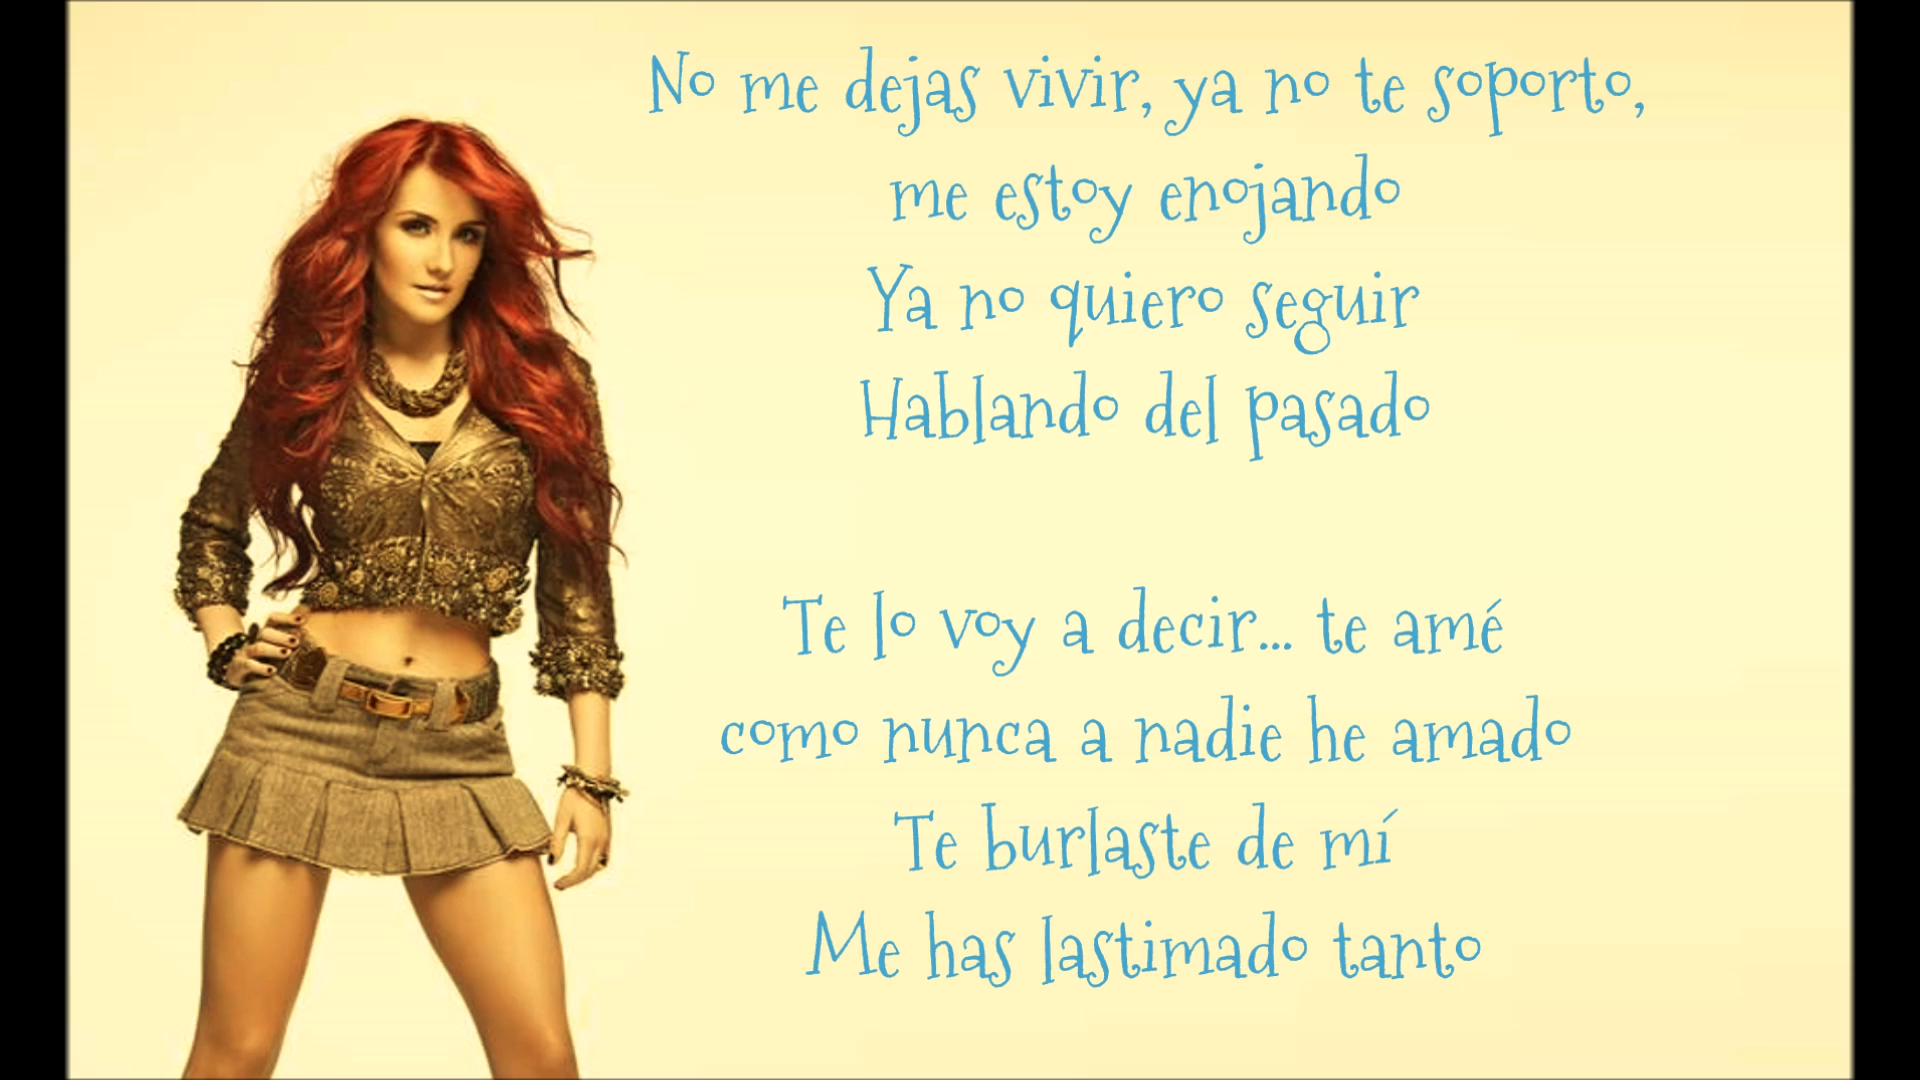 No me dejas vivir, ya no te soporto,
me estoy enojando
Ya no quiero seguir
Hablando del pasado
Te lo voy a decir... te amé
como nunca a nadie he amado
Te burlaste de mí
Me has lastimado tanto